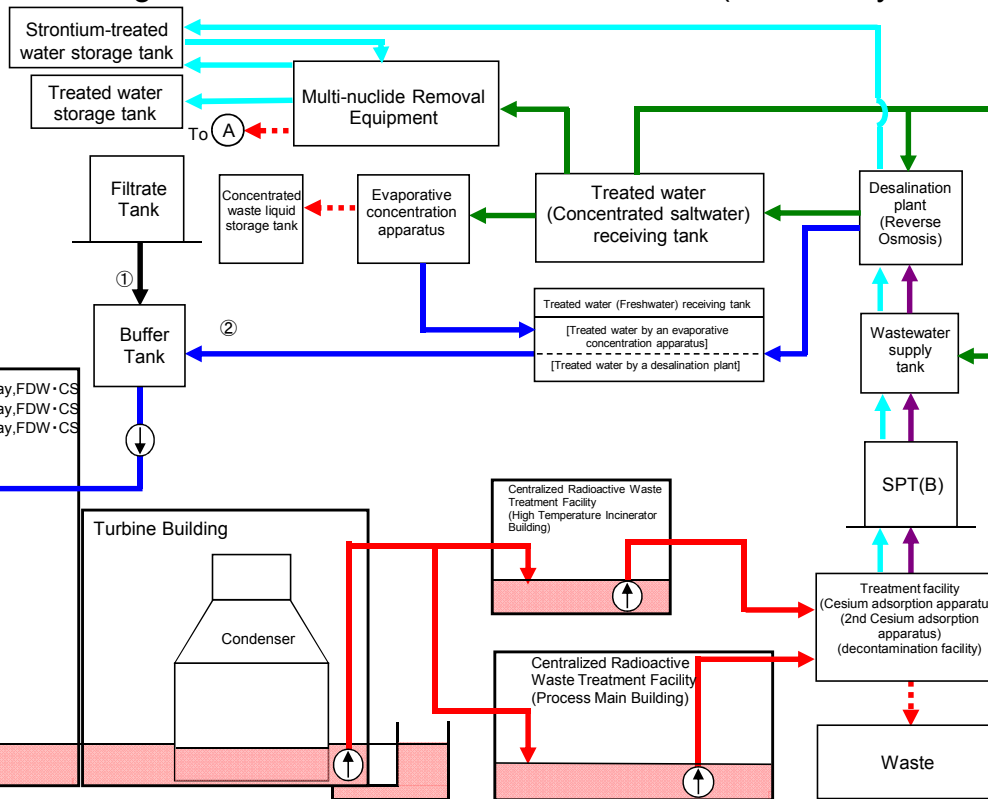 Strontium-treated
water storage tank
Treated water
storage tank
Multi-nuclide Removal
Equipment
To A
Filtrate
Tank
Concentrated
waste liquid
storage tank
Evaporative
concentration
apparatus
Treated water
(Concentrated saltwater)
receiving tank
Desalination
plant
(Reverse
Osmosis)
①
②
Buffer
Tank
Treated water (Freshwater) receiving tank
[Treated water by an evaporative
concentration apparatus]
[Treated water by a desalination plant]
Wastewater
supply
tank
ay,FDW・CS
ay,FDW・CS
ay,FDW・CS
SPT(B)
Turbine Building
Condenser
Centralized Radioactive Waste
Treatment Facility
(High Temperature Incinerator
Building)
Centralized Radioactive
Waste Treatment Facility
(Process Main Building)
Treatment facility
(Cesium adsorption apparatu
(2nd Cesium adsorption
apparatus)
(decontamination facility)
Waste